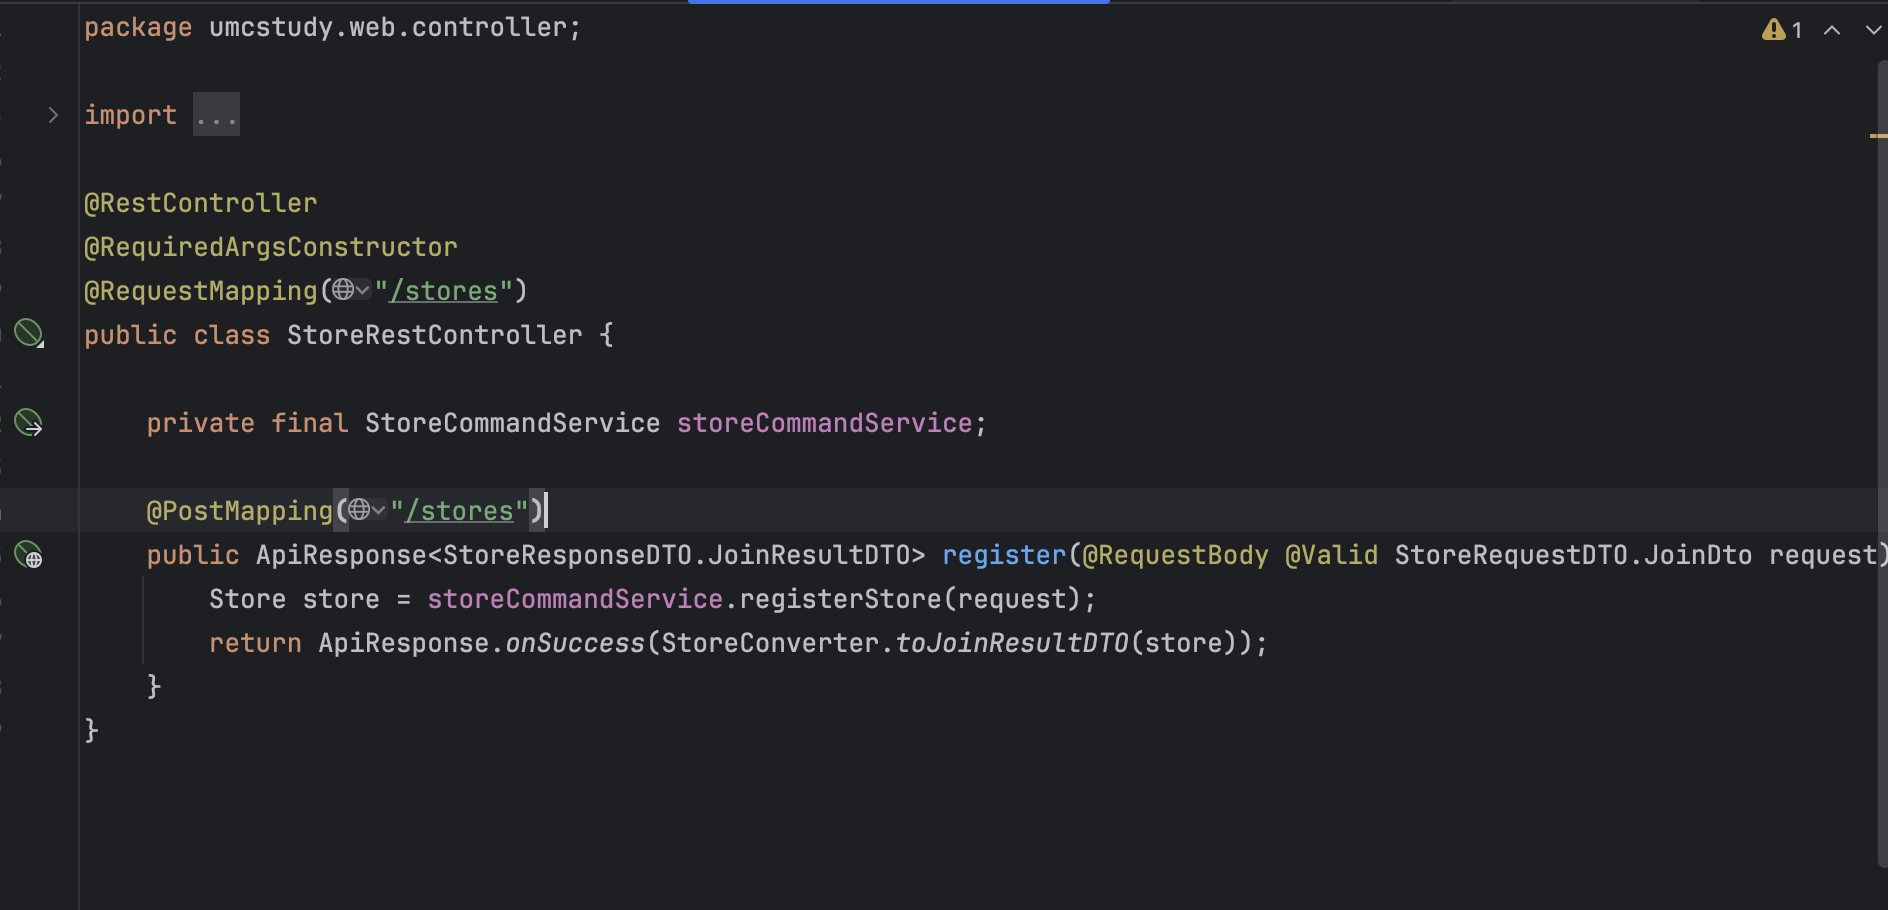 package umcstudy.web.controller;
1
import ...
@RestController
@RequiredArgsConstructor
@RequestMapping("/stores")
public class StoreRestController {
private final StoreCommandService storeCommandService;
@PostMapping("/stores")
public ApiResponse<StoreResponseDTO.JoinResultDTO> register(@RequestBody @Valid StoreRequestDTO.JoinDto request)
Store store = storeCommandService.registerStore(request);
return ApiResponse.onSuccess(StoreConverter.toJoinResultDTO(store));
}
}